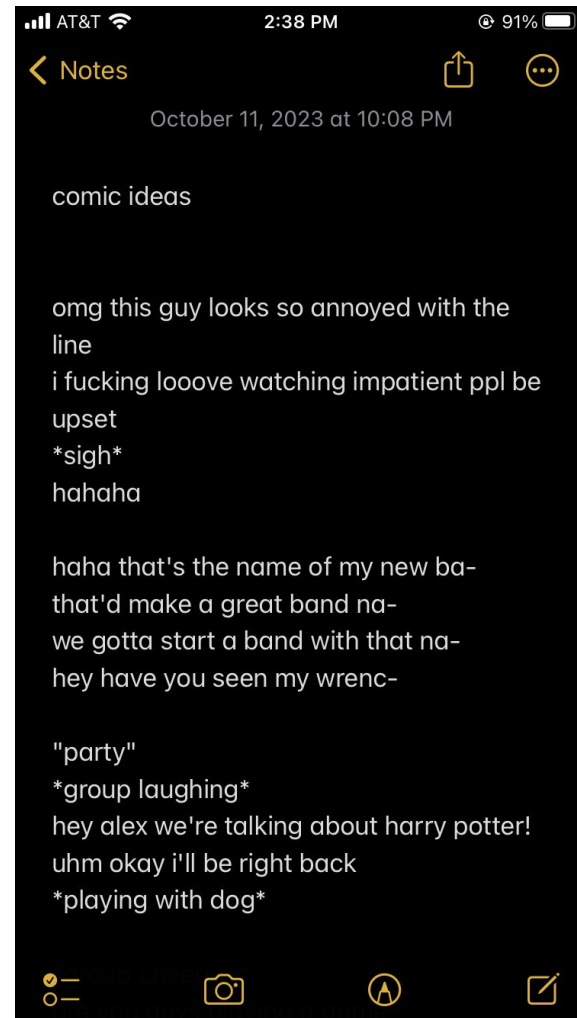 AT&T 2:38 PM 91%
Notes
October 11, 2023 at 10:08 PM
comic ideas
omg this guy looks so annoyed with the
line
i fucking looove watching impatient ppl be
upset
*sigh*
hahaha
haha that's the name of my new ba-
that'd make a great band na-
we gotta start a band with that na-
hey have you seen my wrenc-
"party"
*group laughing*
hey alex we're talking about harry potter!
uhm okay i'll be right back
*playing with dog*